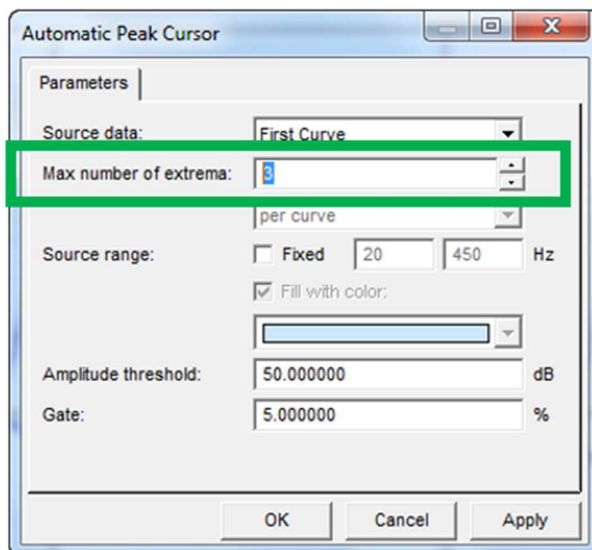 Automatic Peak Cursor
Parameters
Source data: First Curve
Max number of extrema: 3
per curve
Source range: Fixed 20 450 Hz
Fill with color:
Amplitude threshold: 50.000000 dB
Gate: 5.000000 %
OK Cancel Apply